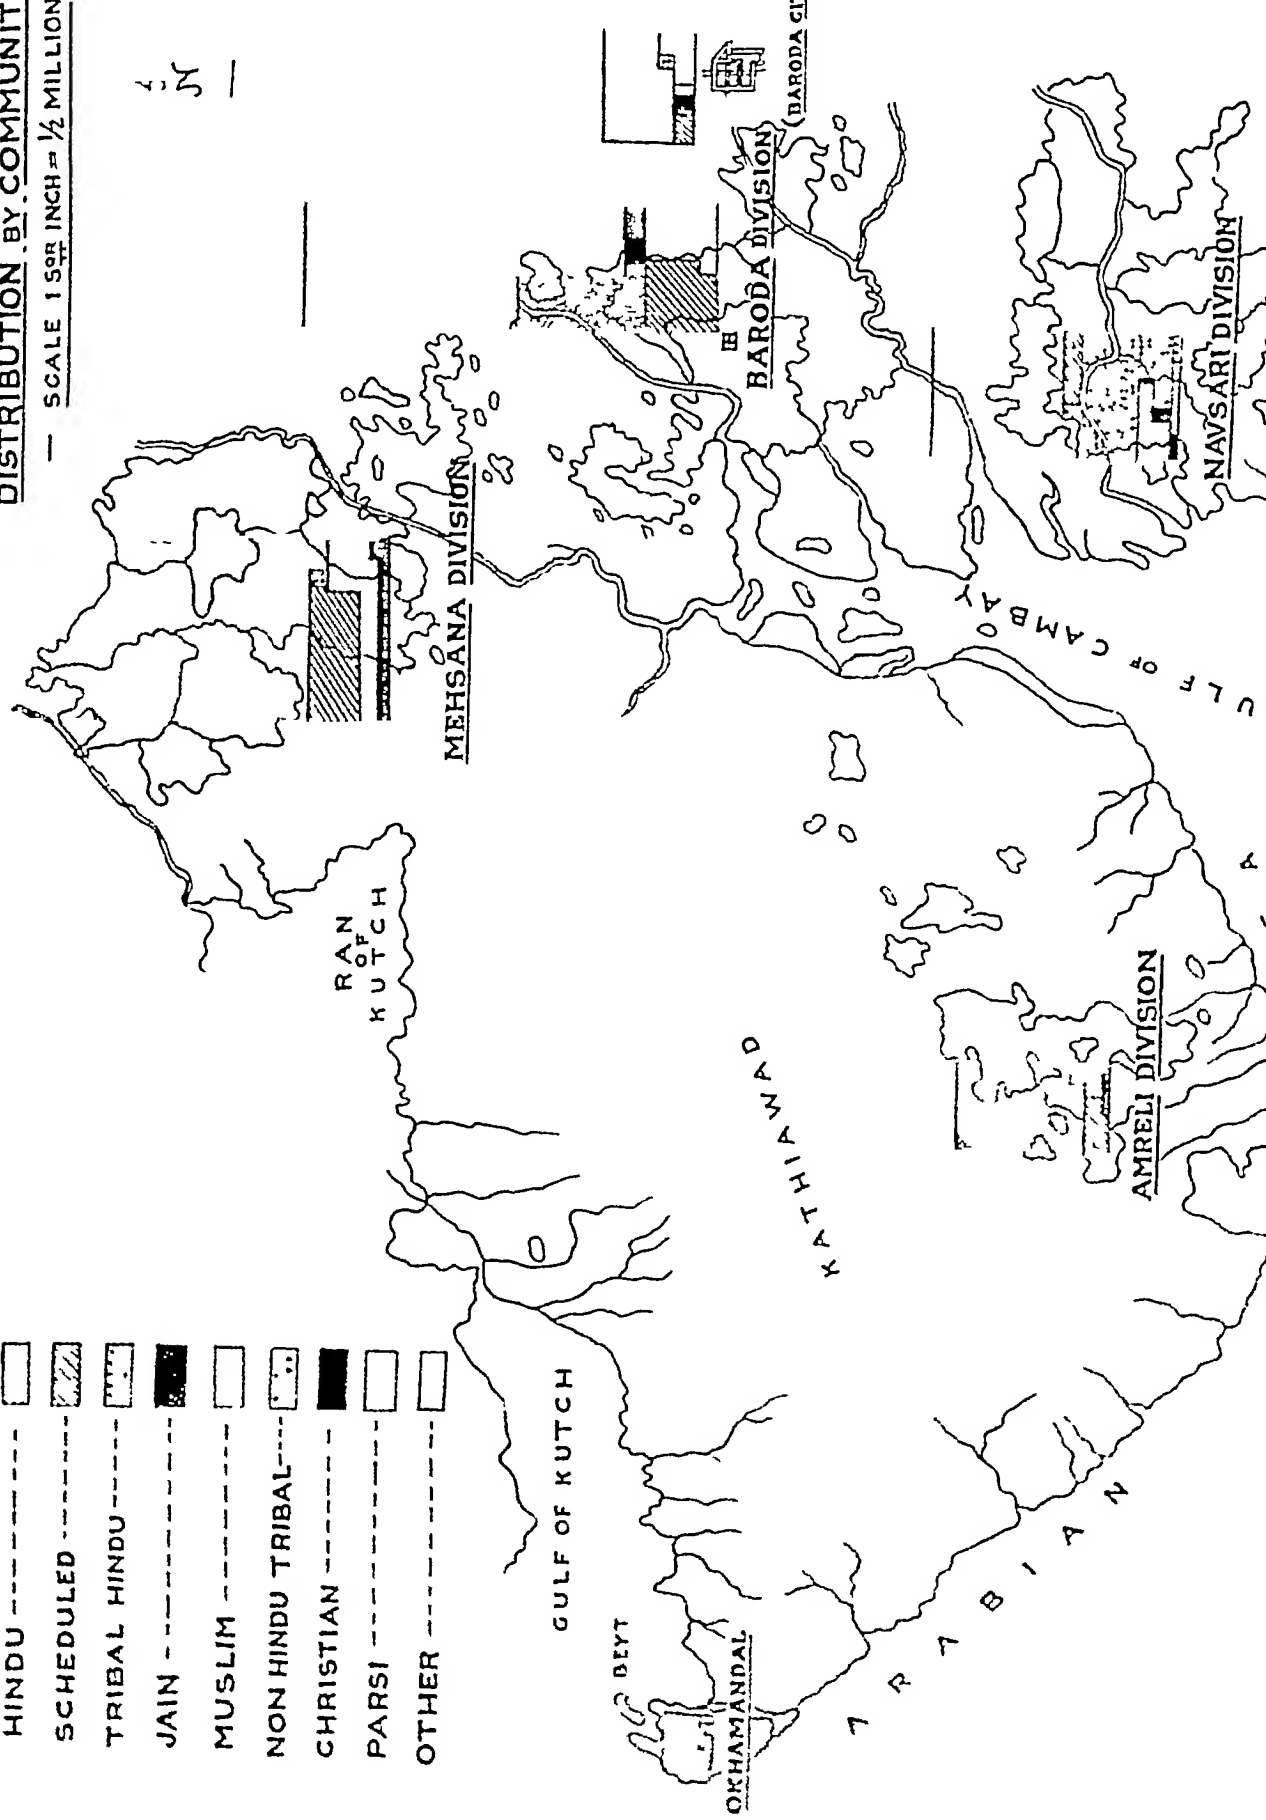 DISTRIBUTION BY COMMUNIT
— SCALE 1 SQR INCH = ½ MILLION
N
HINDU
SCHEDULED
TRIBAL HINDU
JAIN
MUSLIM
NON HINDU TRIBAL
CHRISTIAN
PARSI
OTHER
MEHSANA DIVISION
RAN
OF
KUTCH
BARODA DIVISION
(BARODA CIT
GULF OF KUTCH
BEYT
OKHAMANDAL
KATHIAWAD
ULF OF CAMBAY
AMRELI DIVISION
NAVSARI DIVISION
ARABIAN